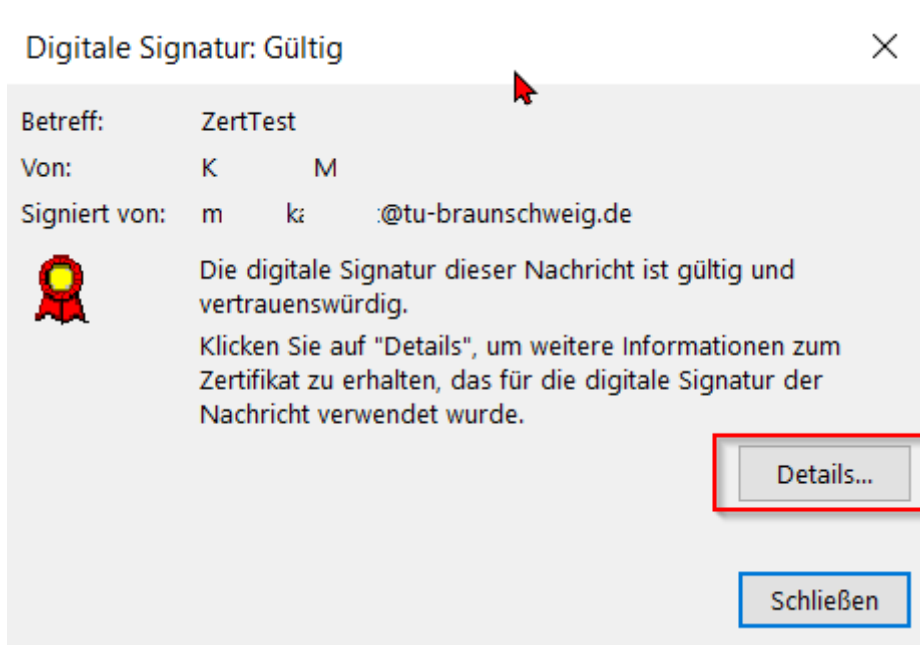 Digitale Signatur: Gültig
Betreff: ZertTest
Von: K M
Signiert von: m ka :@tu-braunschweig.de
Die digitale Signatur dieser Nachricht ist gültig und
vertrauenswürdig.
Klicken Sie auf "Details", um weitere Informationen zum
Zertifikat zu erhalten, das für die digitale Signatur der
Nachricht verwendet wurde.
Details...
Schließen